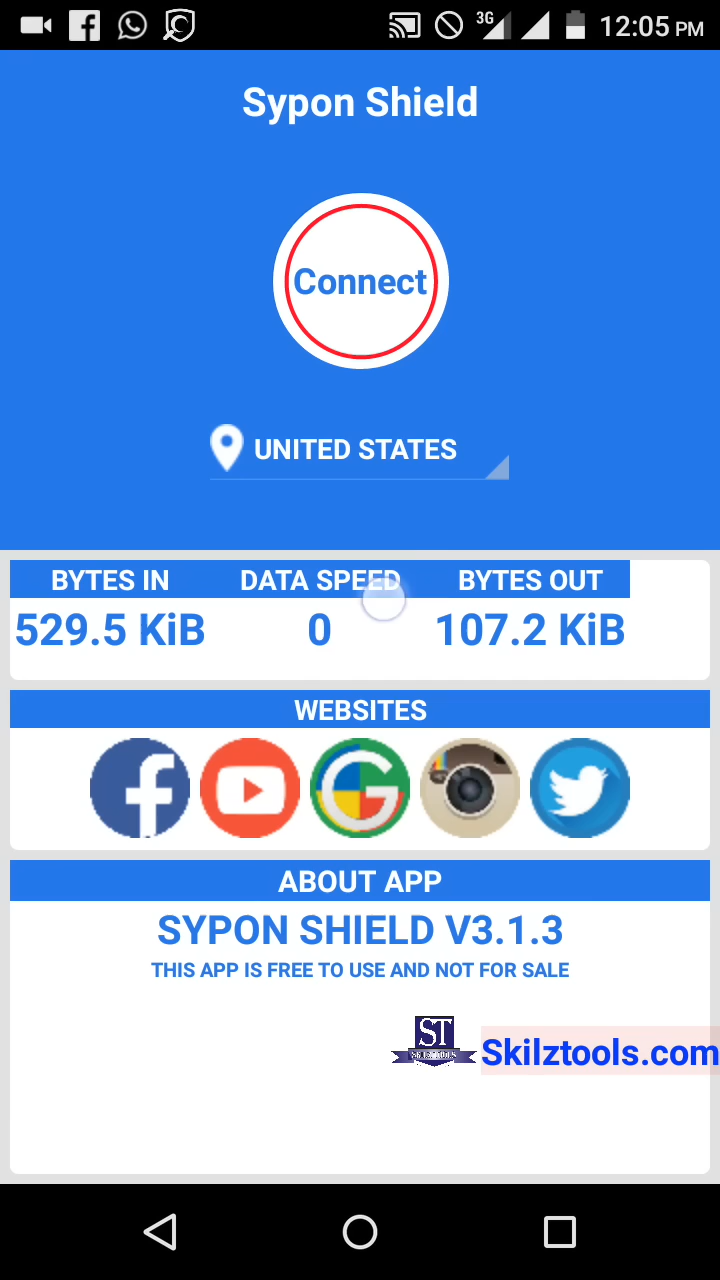 3G 12:05 PM
Sypon Shield
Connect
UNITED STATES
BYTES IN DATA SPEED BYTES OUT
529.5 KiB 0 107.2 KiB
WEBSITES
ABOUT APP
SYPON SHIELD V3.1.3
THIS APP IS FREE TO USE AND NOT FOR SALE
ST
SKILZTOOLS
Skilztools.com